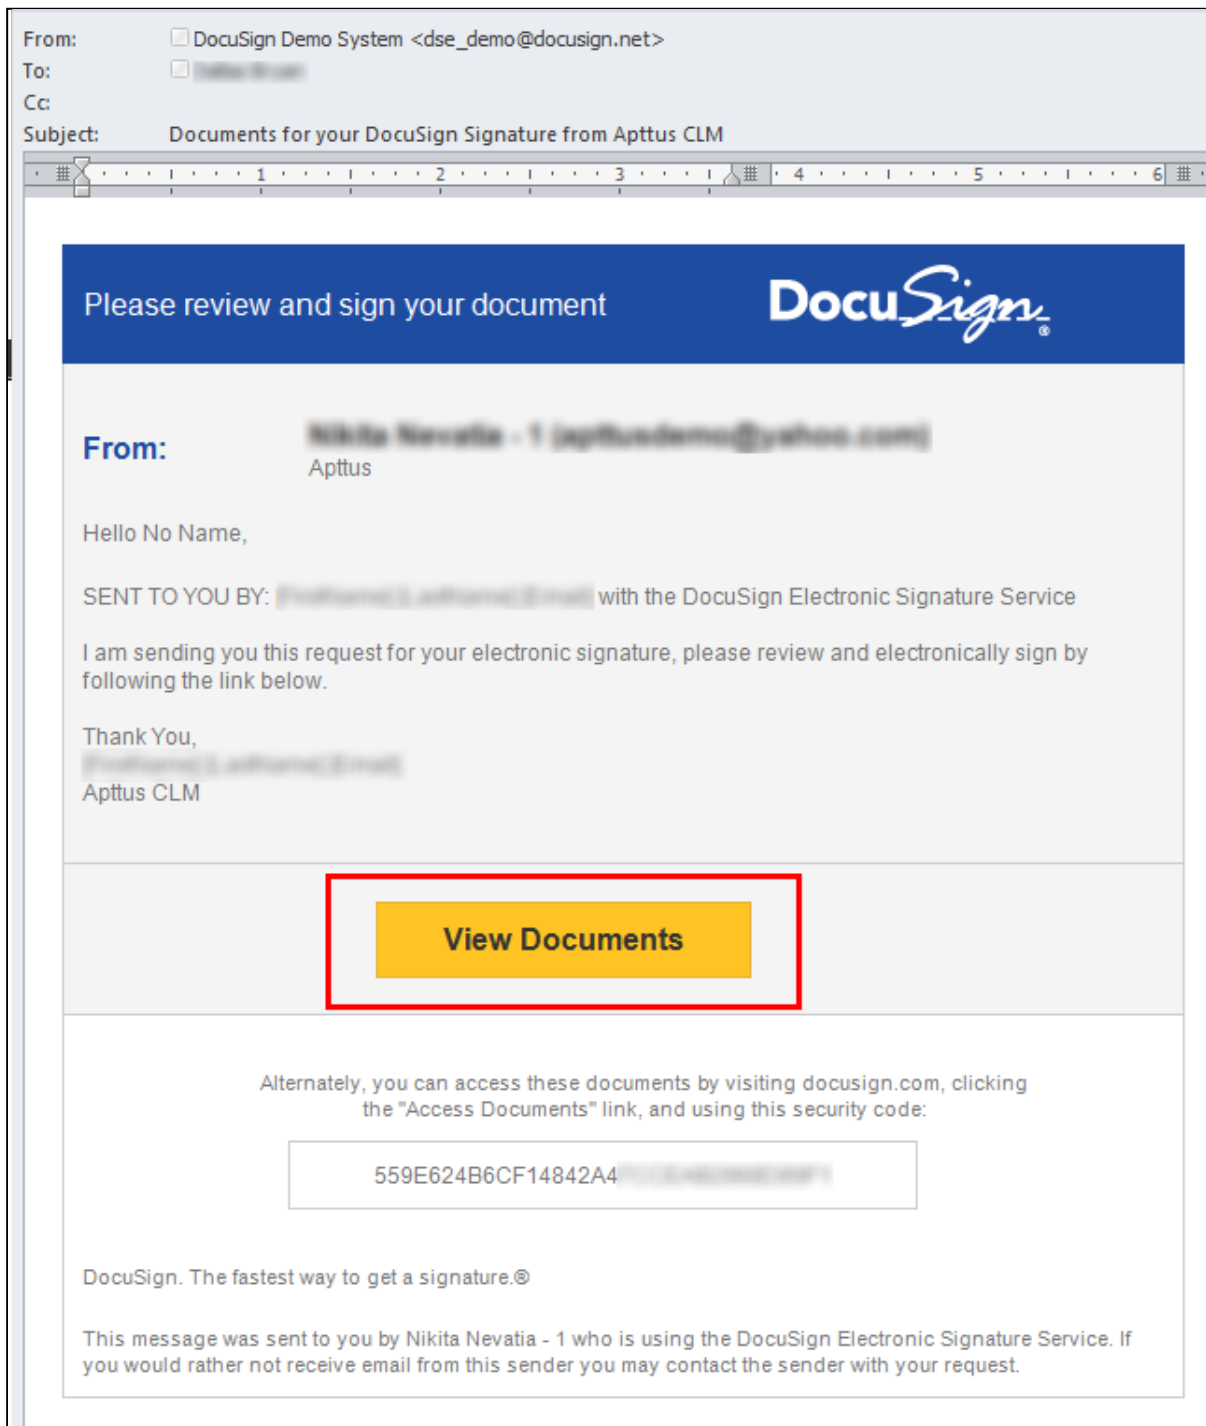 From: DocuSign Demo System <dse_demo@docusign.net>
To:
Cc:
Subject: Documents for your DocuSign Signature from Apttus CLM
1 2 3 4 5 6
Please review and sign your document DocuSign®
From:
Apttus
Hello No Name,
SENT TO YOU BY: with the DocuSign Electronic Signature Service
I am sending you this request for your electronic signature, please review and electronically sign by
following the link below.
Thank You,
Apttus CLM
View Documents
Alternately, you can access these documents by visiting docusign.com, clicking
the "Access Documents" link, and using this security code:
559E624B6CF14842A4
DocuSign. The fastest way to get a signature.®
This message was sent to you by Nikita Nevatia - 1 who is using the DocuSign Electronic Signature Service. If
you would rather not receive email from this sender you may contact the sender with your request.